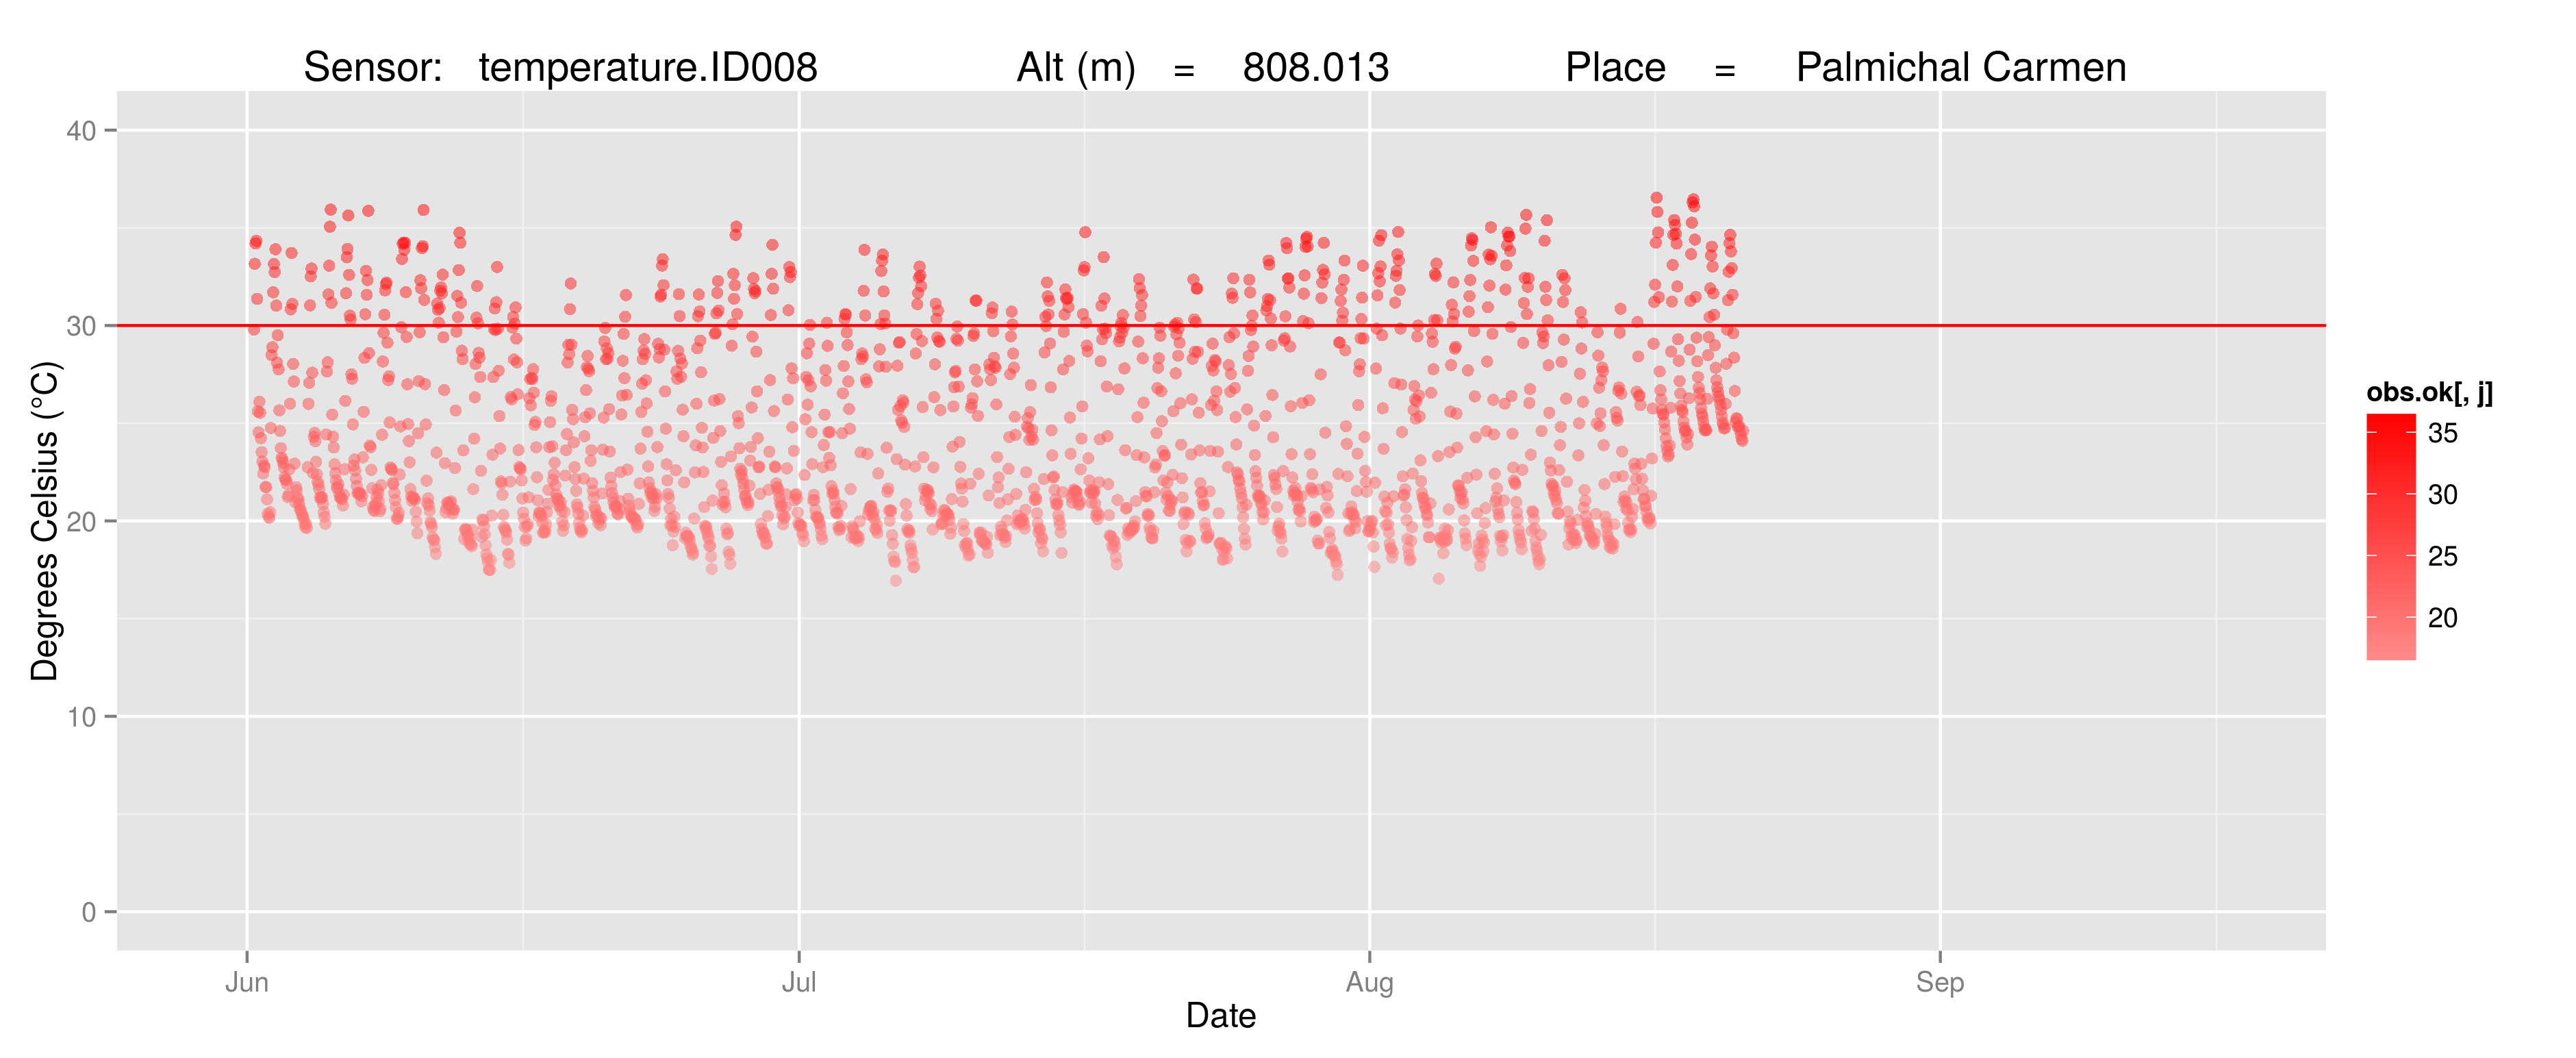 Sensor: temperature.ID008 Alt (m) = 808.013 Place = Palmichal Carmen
Degrees Celsius (°C)
40
30
20
10
0
Jun Jul Aug Sep
Date
obs.ok[, j]
35
30
25
20